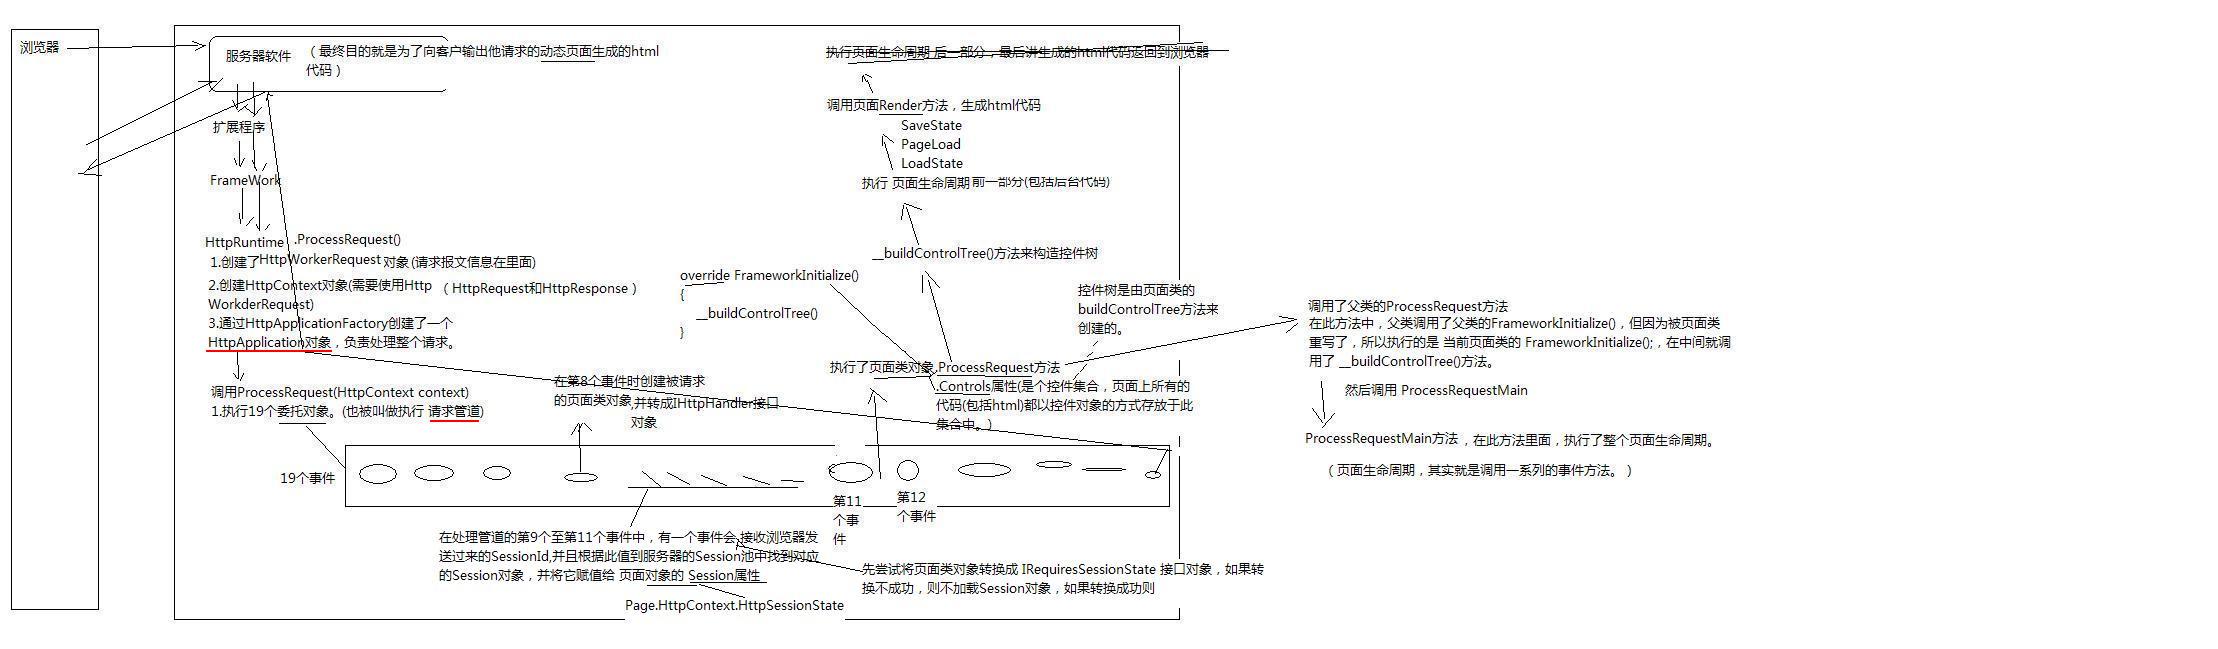 浏览器
服务器软件
（最终目的就是为了向客户输出他请求的动态页面生成的html
代码）
扩展程序
FrameWork
HttpRuntime
.ProcessRequest()
1.创建了HttpWorkerRequest 对象(请求报文信息在里面)
2.创建HttpContext对象(需要使用Http
WorkderRequest)
（HttpRequest和HttpResponse）
3.通过HttpApplicationFactory创建了一个
HttpApplication对象，负责处理整个请求。
调用ProcessRequest(HttpContext context)
1.执行19个委托对象。(也被叫做执行 请求管道)
19个事件
在第8个事件时创建被请求
的页面类对象
,并转成IHttpHandler接口
对象
override FrameworkInitialize()
{
__buildControlTree()
}
执行页面生命周期 后一部分，最后讲生成的html代码返回到浏览器
调用页面Render方法，生成html代码
SaveState
PageLoad
LoadState
执行 页面生命周期 前一部分(包括后台代码)
__buildControlTree()方法来构造控件树
控件树是由页面类的
buildControlTree方法来
创建的。
执行了页面类对象.ProcessRequest方法
.Controls属性(是个控件集合，页面上所有的
代码(包括html)都以控件对象的方式存放于此
集合中。)
第11
个事
件
第12
个事件
在处理管道的第9个至第11个事件中，有一个事件会 接收浏览器发
送过来的SessionId,并且根据此值到服务器的Session池中找到对应
的Session对象，并将它赋值给 页面对象的 Session属性
Page.HttpContext.HttpSessionState
先尝试将页面类对象转换成 IRequiresSessionState 接口对象，如果转
换不成功，则不加载Session对象，如果转换成功则
调用了父类的ProcessRequest方法
在此方法中，父类调用了父类的FrameworkInitialize()，但因为被页面类
重写了，所以执行的是 当前页面类的 FrameworkInitialize();，在中间就调
用了 __buildControlTree()方法。
然后调用 ProcessRequestMain
ProcessRequestMain方法，在此方法里面，执行了整个页面生命周期。
（页面生命周期，其实就是调用一系列的事件方法。）